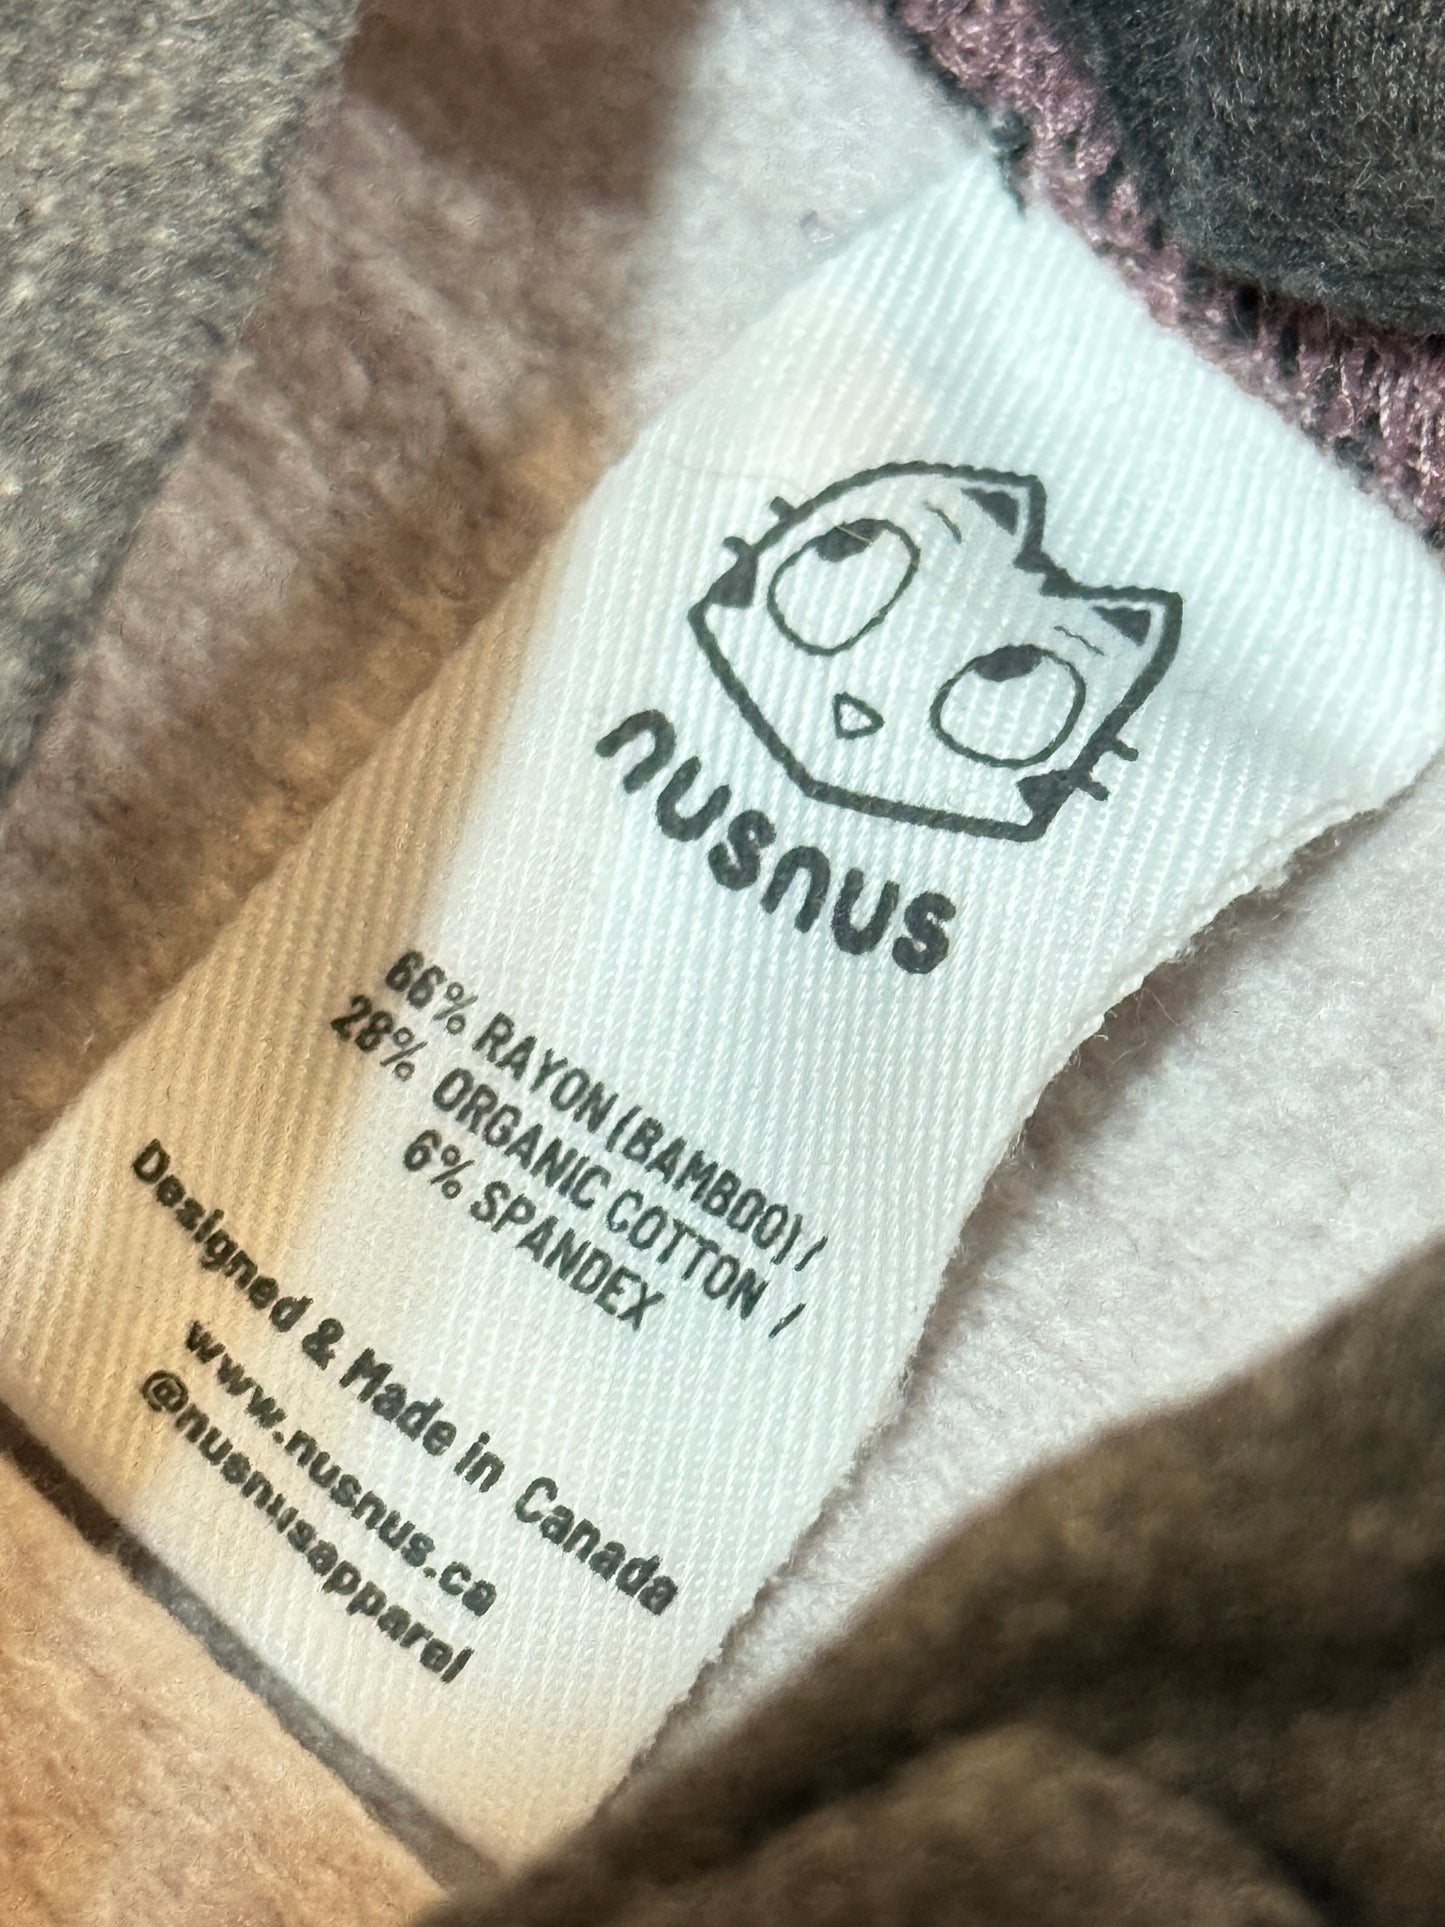 nusnus
66% RAYON (BAMBOO) /
28% ORGANIC COTTON /
6% SPANDEX
Designed & Made in Canada
www.nusnus.ca
@nusnusapparel